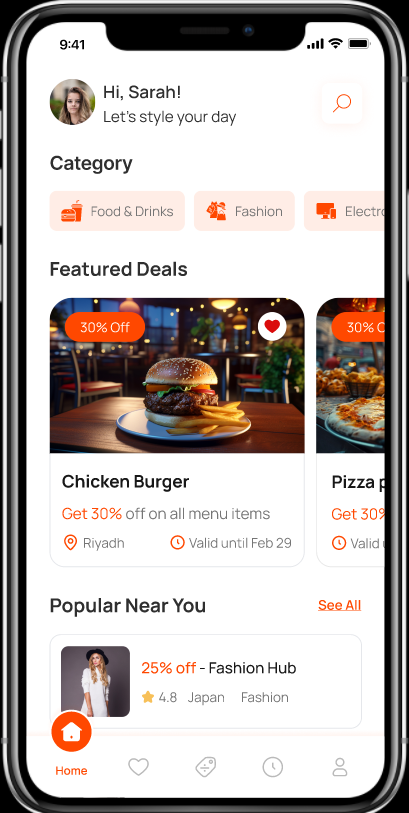 9:41
Hi, Sarah!
Let's style your day
Category
Food & Drinks Fashion Electro
Featured Deals
30% Off 30% O
Chicken Burger Pizza p
Get 30% off on all menu items Get 30%
Riyadh Valid until Feb 29 Valid u
Popular Near You See All
25% off - Fashion Hub
4.8 Japan Fashion
Home